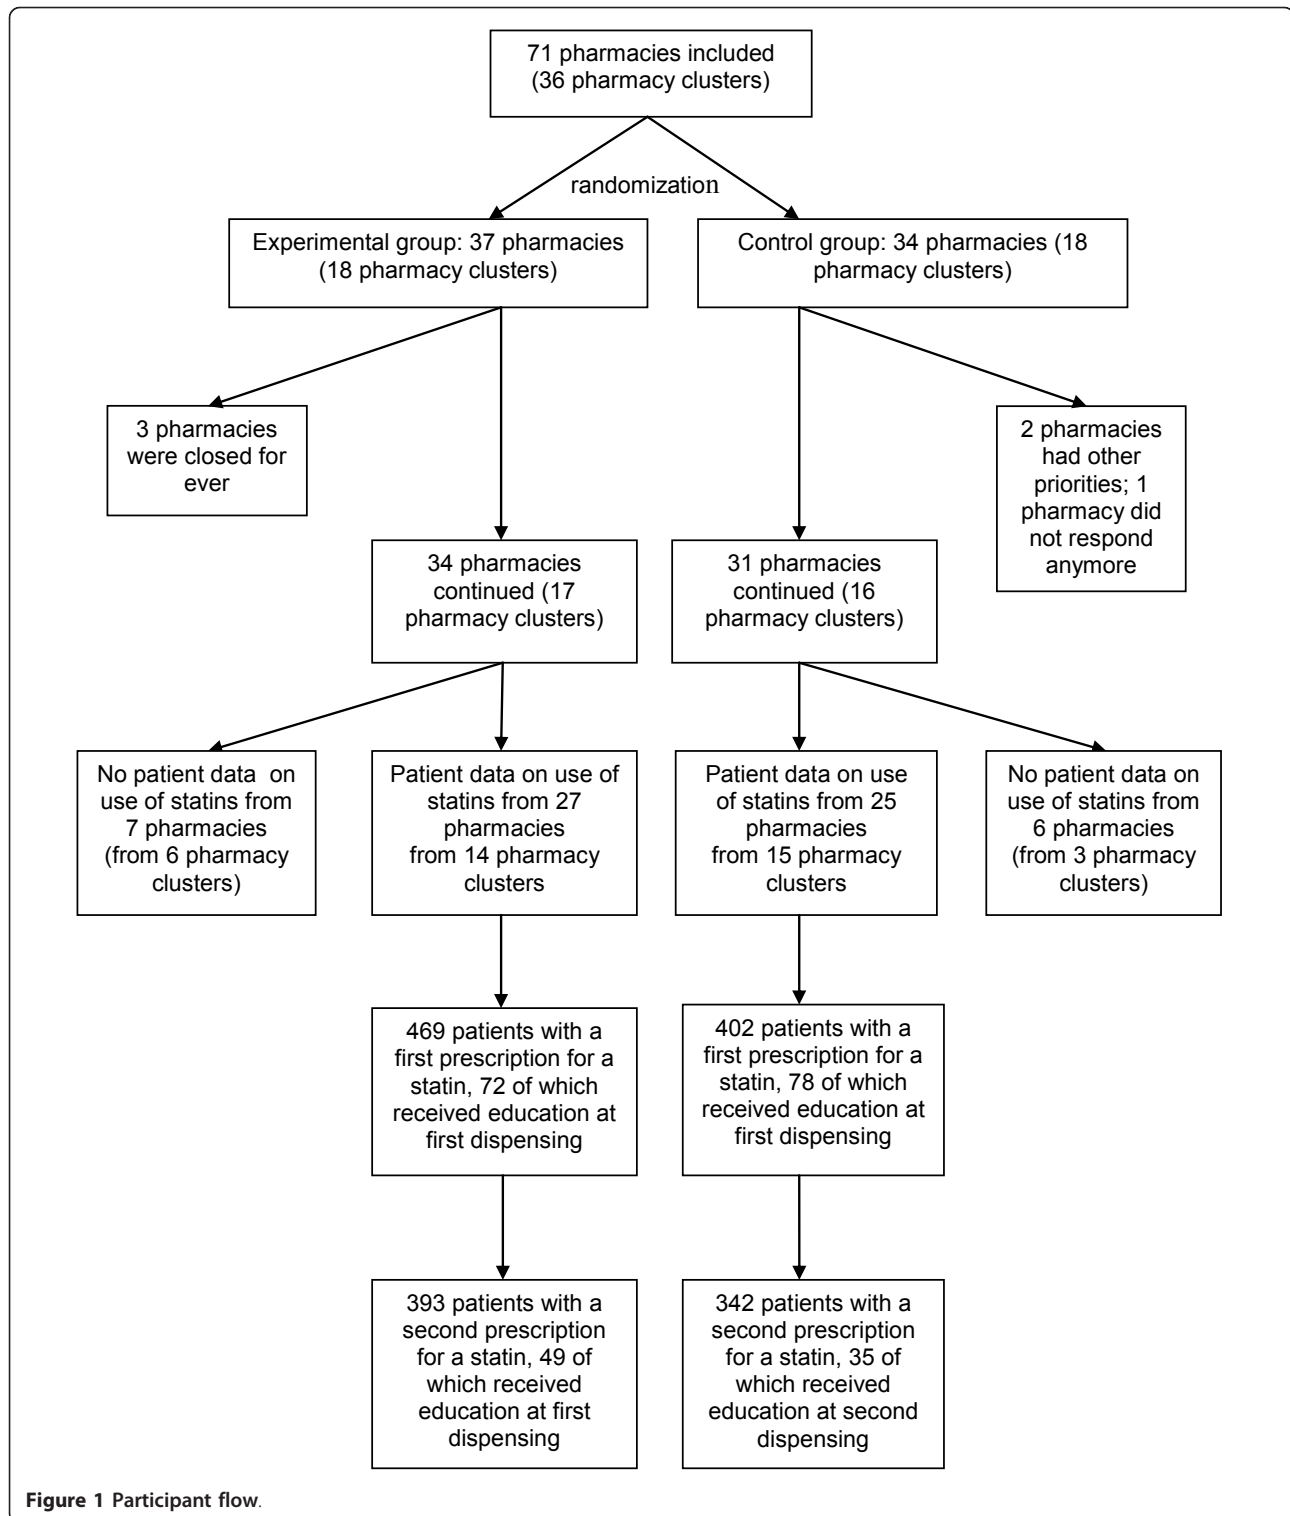 71 pharmacies included
(36 pharmacy clusters)
randomization
Experimental group: 37 pharmacies
(18 pharmacy clusters)
Control group: 34 pharmacies (18
pharmacy clusters)
3 pharmacies
were closed for
ever
2 pharmacies
had other
priorities; 1
pharmacy did
not respond
anymore
34 pharmacies
continued (17
pharmacy clusters)
31 pharmacies
continued (16
pharmacy clusters)
No patient data on
use of statins from
7 pharmacies
(from 6 pharmacy
clusters)
Patient data on use of
statins from 27
pharmacies
from 14 pharmacy
clusters
Patient data on use
of statins from 25
pharmacies
from 15 pharmacy
clusters
No patient data on
use of statins from
6 pharmacies
(from 3 pharmacy
clusters)
469 patients with a
first prescription for a
statin, 72 of which
received education at
first dispensing
402 patients with a
first prescription for a
statin, 78 of which
received education at
first dispensing
393 patients with a
second prescription
for a statin, 49 of
which received
education at first
dispensing
342 patients with a
second prescription
for a statin, 35 of
which received
education at second
dispensing
Figure 1 Participant flow.